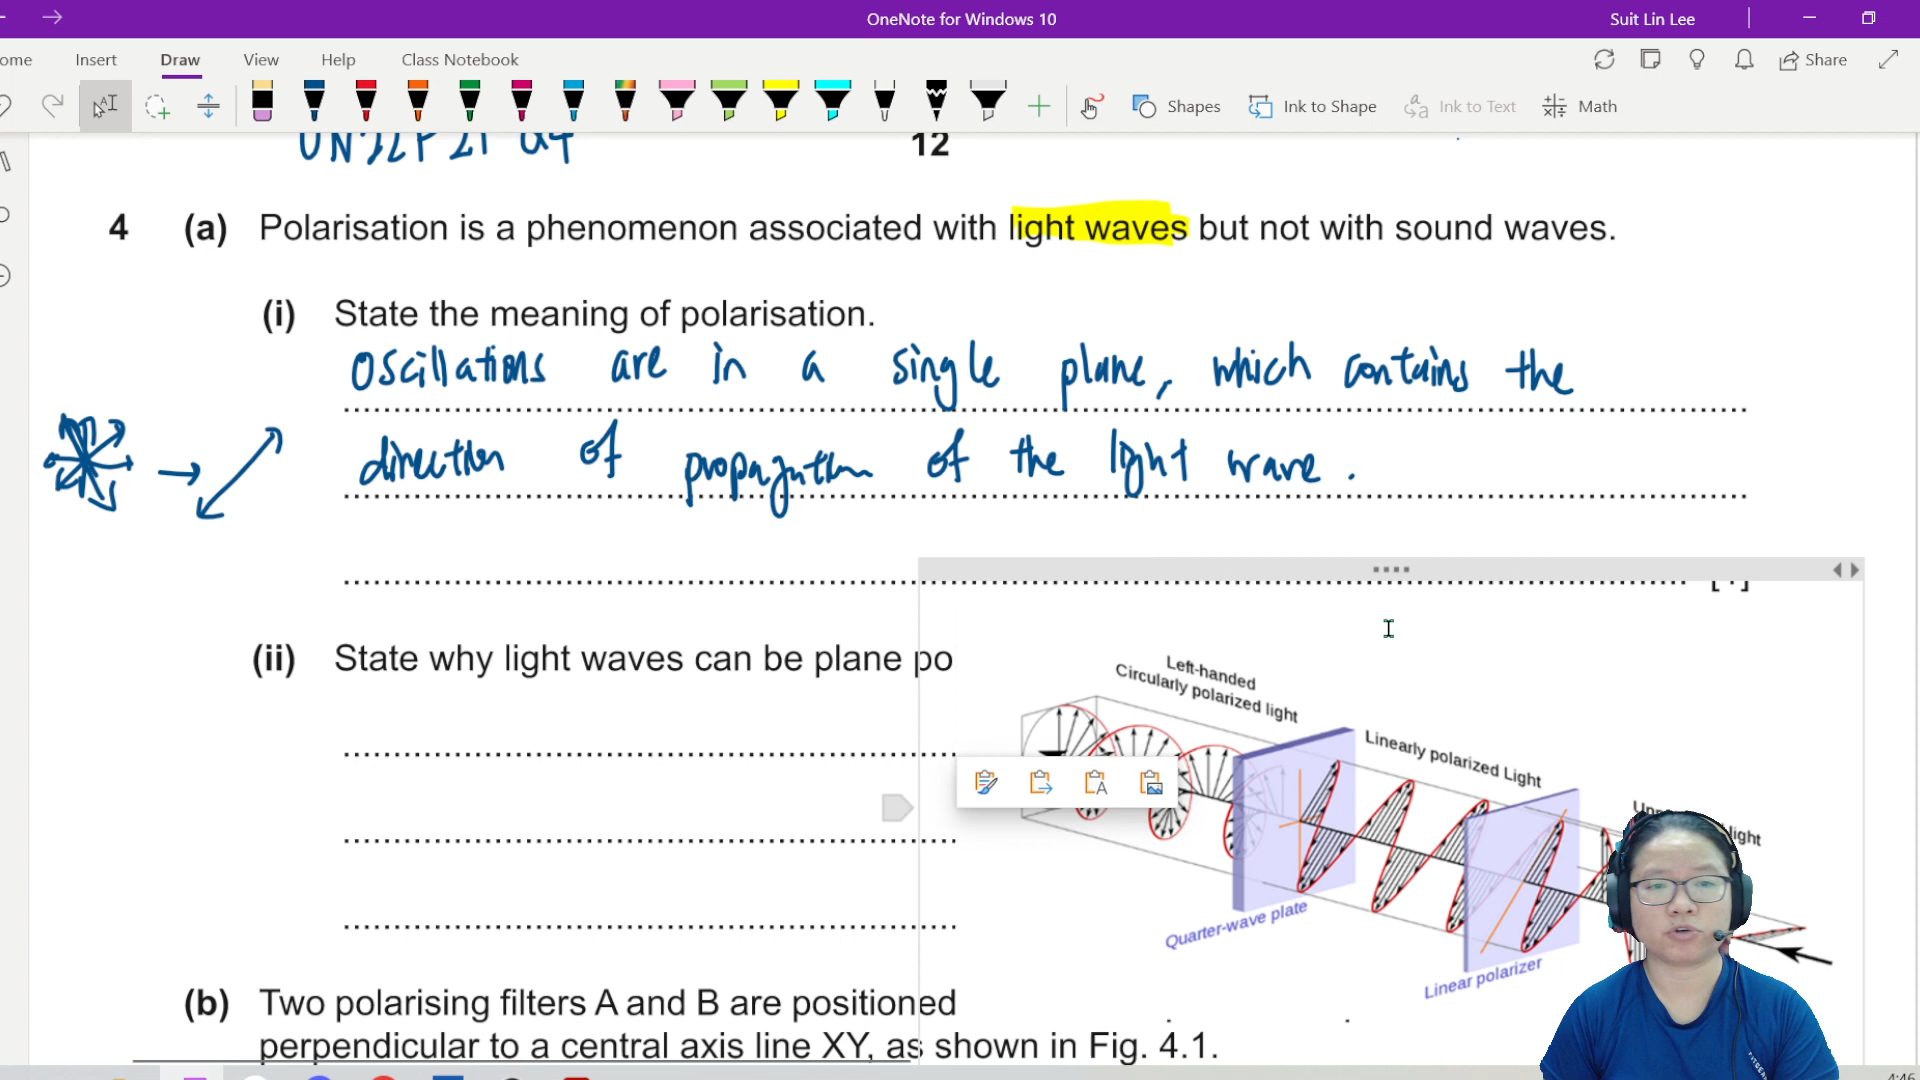 OneNote for Windows 10
Suit Lin Lee
Insert Draw View Help Class Notebook
Share
Shapes Ink to Shape Ink to Text Math
12
4 (a) Polarisation is a phenomenon associated with light waves but not with sound waves.
(i) State the meaning of polarisation.
Oscillations are in a single plane, which contains the
direction of propagation of the light wave.
(ii) State why light waves can be plane po
Left-handed
Circularly polarized light
Linearly polarized Light
Quarter-wave plate
Linear polarizer
(b) Two polarising filters A and B are positioned
perpendicular to a central axis line XY, as shown in Fig. 4.1.